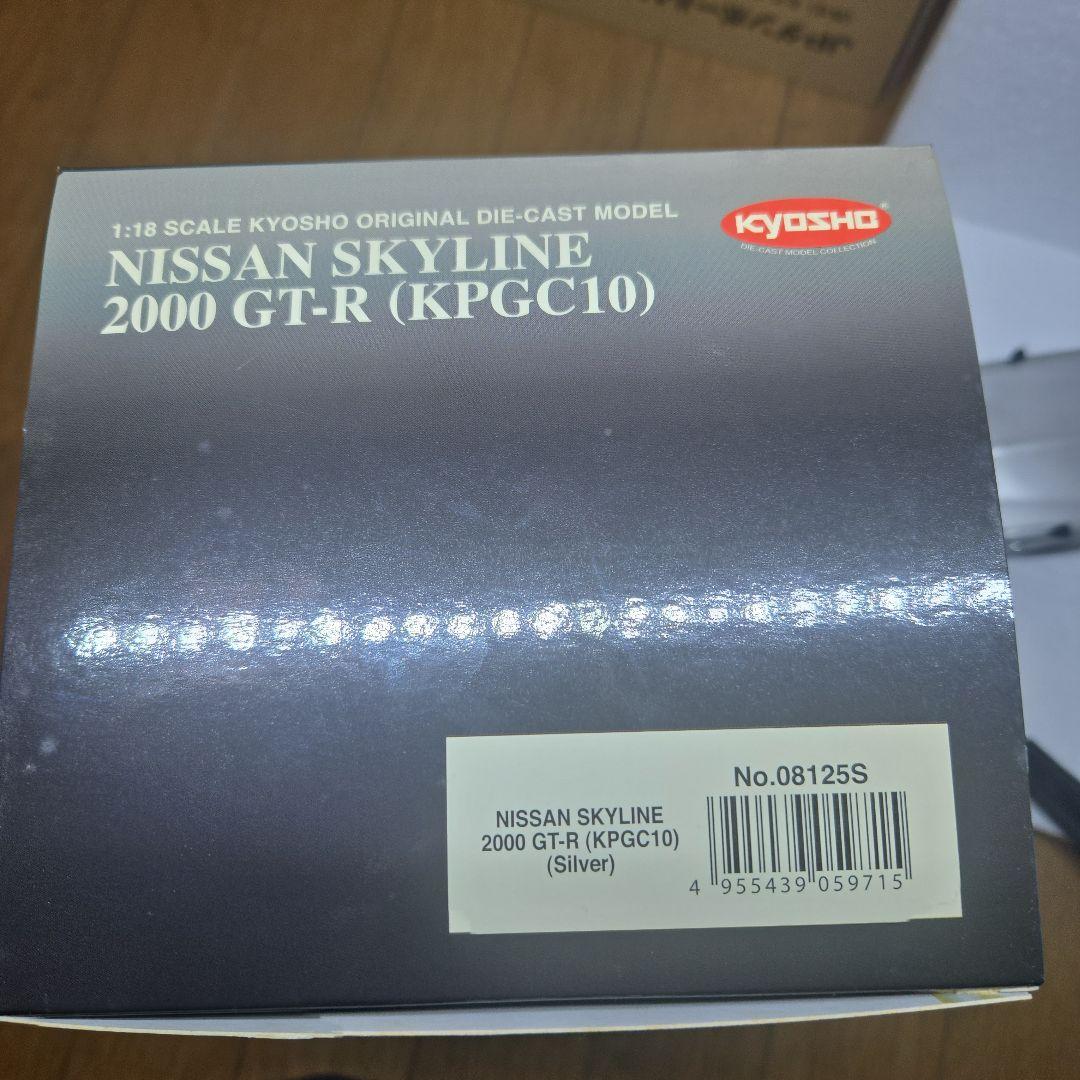 1:18 SCALE KYOSHO ORIGINAL DIE-CAST MODEL
NISSAN SKYLINE
2000 GT-R (KPGC10)
KYOSHO®
DIE-CAST MODEL COLLECTION
No.08125S
NISSAN SKYLINE
2000 GT-R (KPGC10)
(Silver)
4 955439 059715